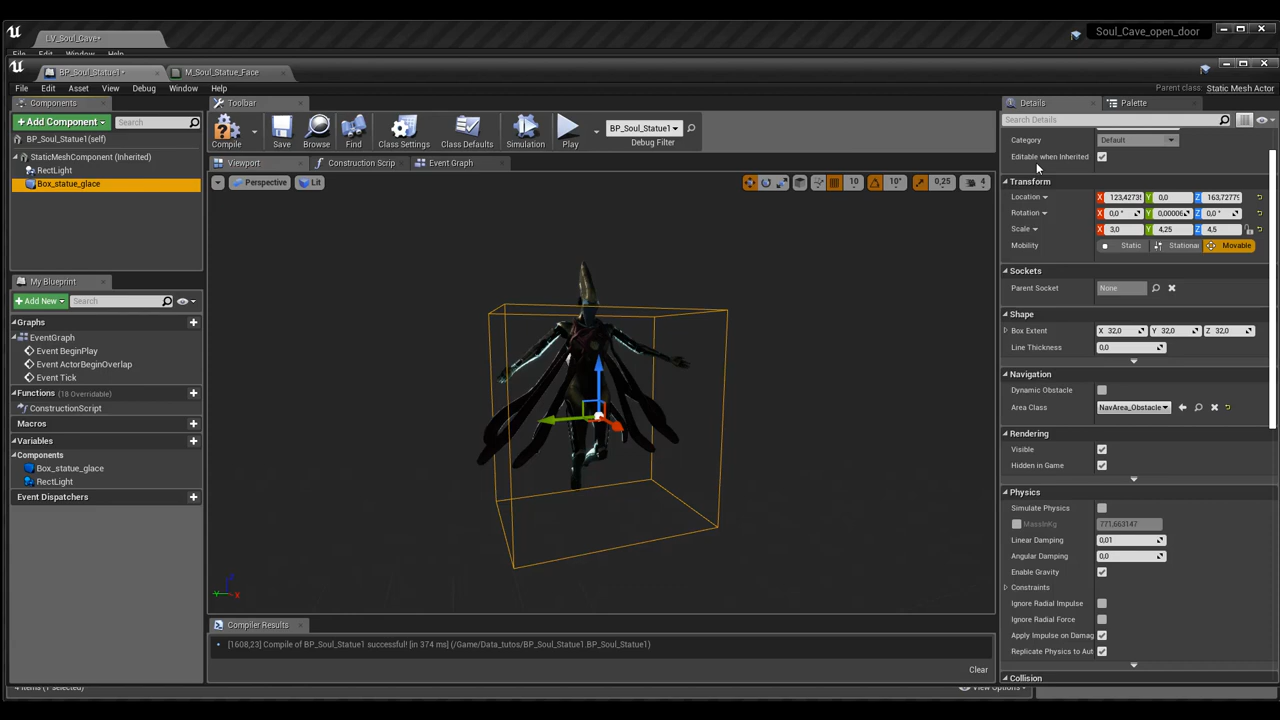 LV_Soul_Cave*
Soul_Cave_open_door
File Edit Window Help
BP_Soul_Statue1* M_Soul_Statue_Face
File Edit Asset View Debug Window Help
Parent class: Static Mesh Actor
Components Toolbar Details Palette
+Add Component Search
Search Details
BP_Soul_Statue1(self)
Compile Save Browse Find Class Settings Class Defaults Simulation Play
BP_Soul_Statue1
Debug Filter
Category Default
StaticMeshComponent (Inherited)
Editable when Inherited
Viewport Construction Scrip Event Graph
RectLight
Box_statue_glace
Perspective Lit 10 10° 0,25 4
Transform
Location X 123,4273 Y 0,0 Z 163,7277
Rotation 0,0 ° 0,00006 0,0 °
Scale X 3,0 Y 4,25 Z 4,5
Mobility Static Stationar Movable
Sockets
Parent Socket None
Shape
Box Extent X 32,0 Y 32,0 Z 32,0
Line Thickness 0,0
Navigation
Dynamic Obstacle
Area Class NavArea_Obstacle
Rendering
Visible
Hidden in Game
Physics
Simulate Physics
MassInKg 771,663147
Linear Damping 0,01
Angular Damping 0,0
Enable Gravity
Constraints
Ignore Radial Impulse
Ignore Radial Force
Apply Impulse on Damag
Replicate Physics to Aut
Collision
My Blueprint
+Add New Search
Graphs
EventGraph
Event BeginPlay
Event ActorBeginOverlap
Event Tick
Functions (18 Overridable)
ConstructionScript
Macros
Variables
Components
Box_statue_glace
RectLight
Event Dispatchers
Compiler Results
[1608,23] Compile of BP_Soul_Statue1 successful! [in 374 ms] (/Game/Data_tutos/BP_Soul_Statue1.BP_Soul_Statue1)
Clear
4 items (1 selected)
View Options